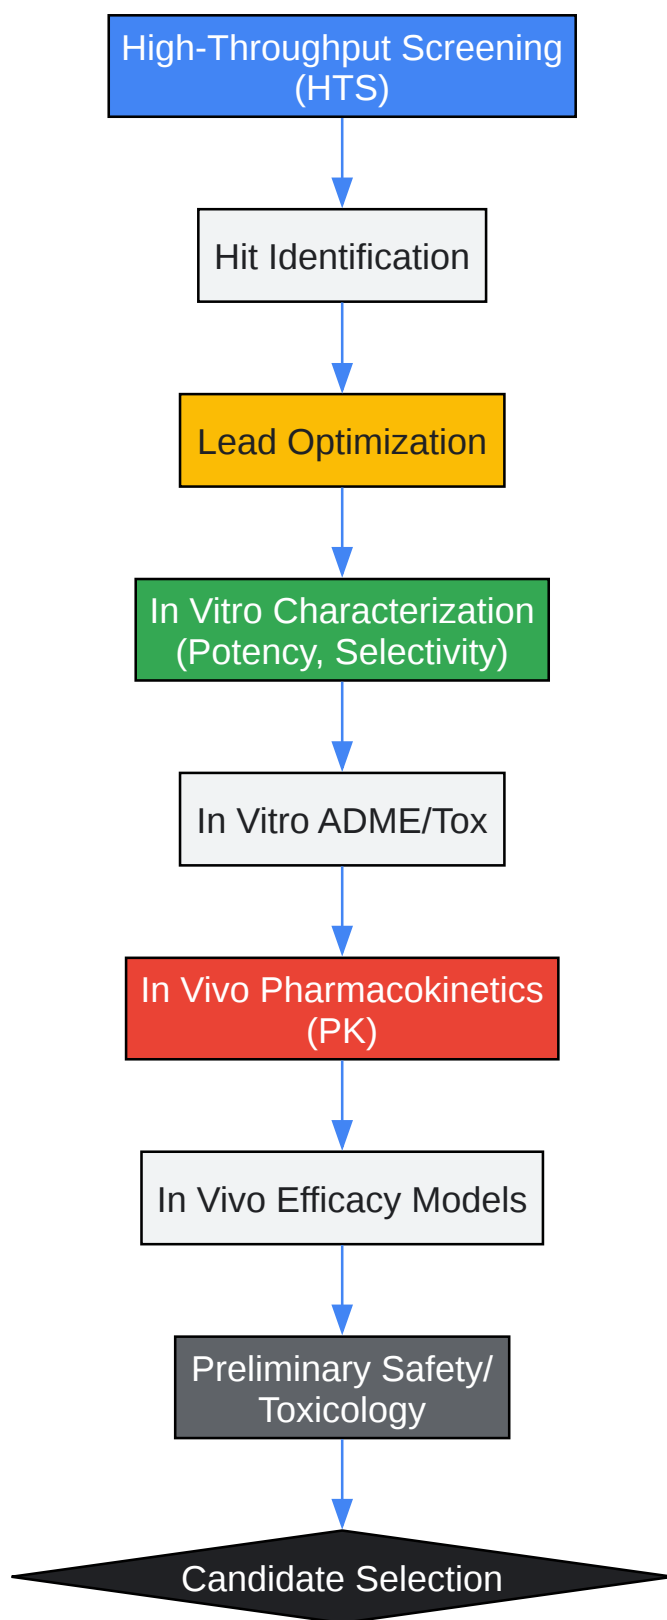 High-Throughput Screening
(HTS)
Hit Identification
Lead Optimization
In Vitro Characterization
(Potency, Selectivity)
In Vitro ADME/Tox
In Vivo Pharmacokinetics
(PK)
In Vivo Efficacy Models
Preliminary Safety/
Toxicology
Candidate Selection